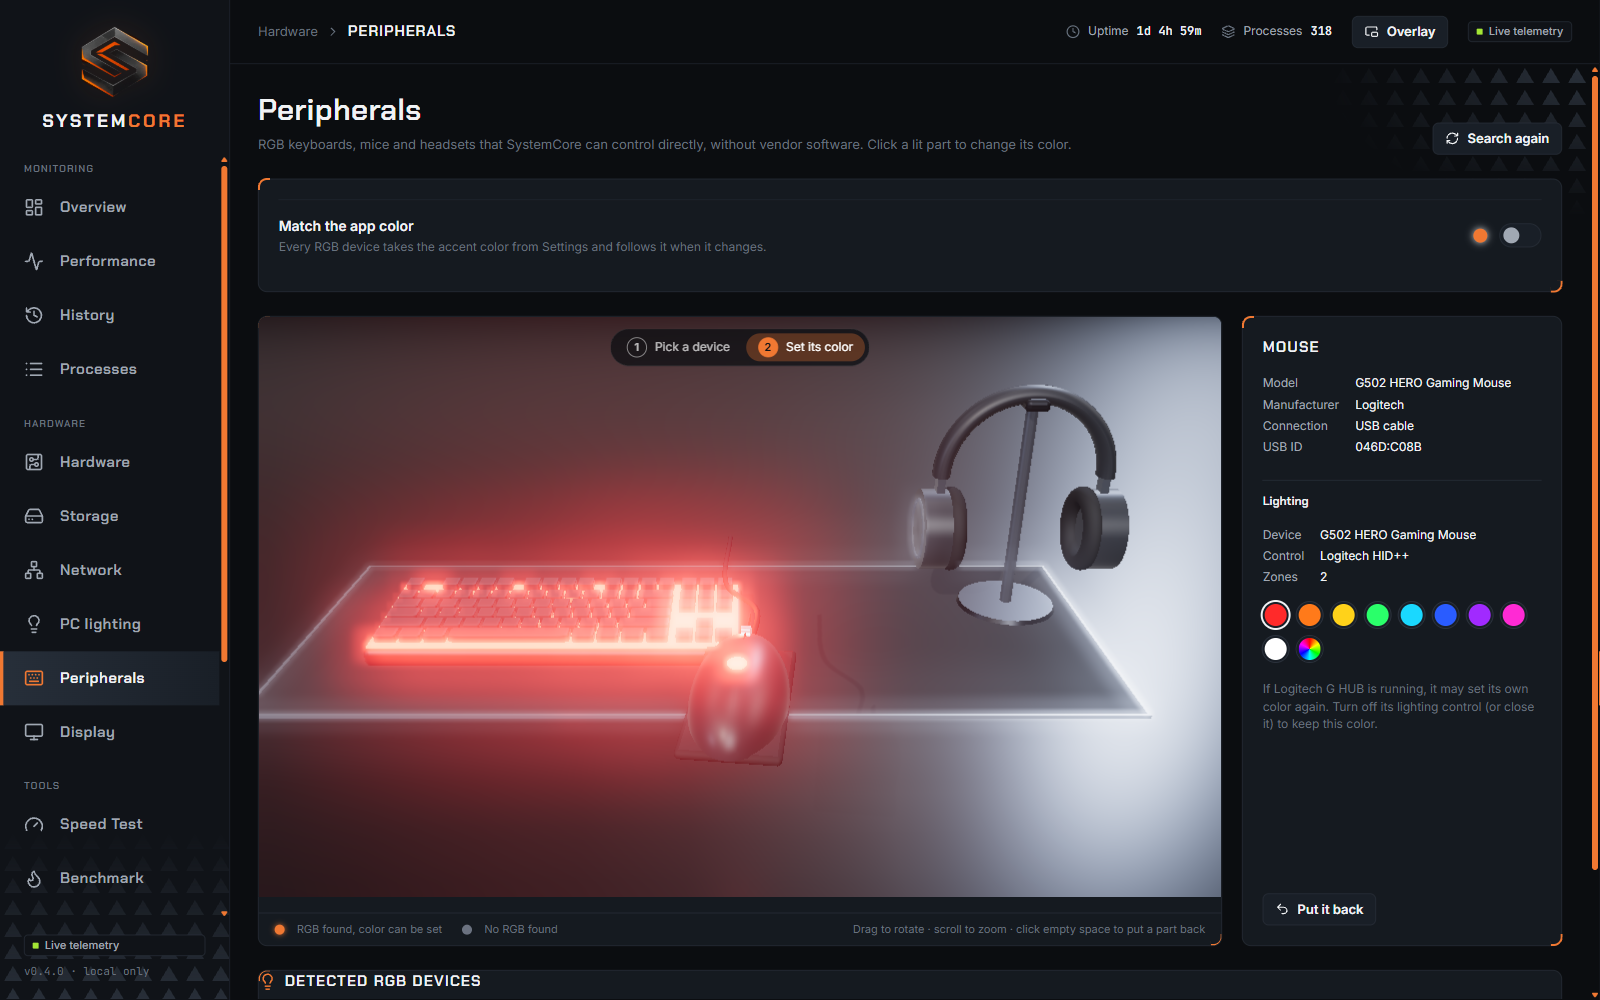 SYSTEMCORE
MONITORING
Overview
Performance
History
Processes
HARDWARE
Hardware
Storage
Network
PC lighting
Peripherals
Display
TOOLS
Speed Test
Benchmark
Live telemetry
v0.4.0 · local only
Hardware > PERIPHERALS
Uptime 1d 4h 59m
Processes 318
Overlay
Live telemetry
Peripherals
RGB keyboards, mice and headsets that SystemCore can control directly, without vendor software. Click a lit part to change its color.
Search again
Match the app color
Every RGB device takes the accent color from Settings and follows it when it changes.
1 Pick a device
2 Set its color
RGB found, color can be set
No RGB found
Drag to rotate · scroll to zoom · click empty space to put a part back
MOUSE
Model G502 HERO Gaming Mouse
Manufacturer Logitech
Connection USB cable
USB ID 046D:C08B
Lighting
Device G502 HERO Gaming Mouse
Control Logitech HID++
Zones 2
If Logitech G HUB is running, it may set its own
color again. Turn off its lighting control (or close
it) to keep this color.
Put it back
DETECTED RGB DEVICES